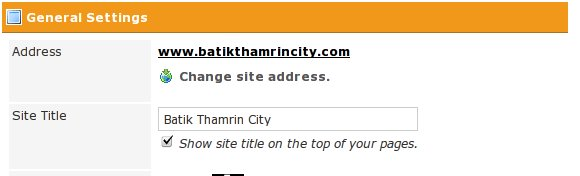 General Settings
Address www.batikthamrincity.com
Change site address.
Site Title Batik Thamrin City
Show site title on the top of your pages.